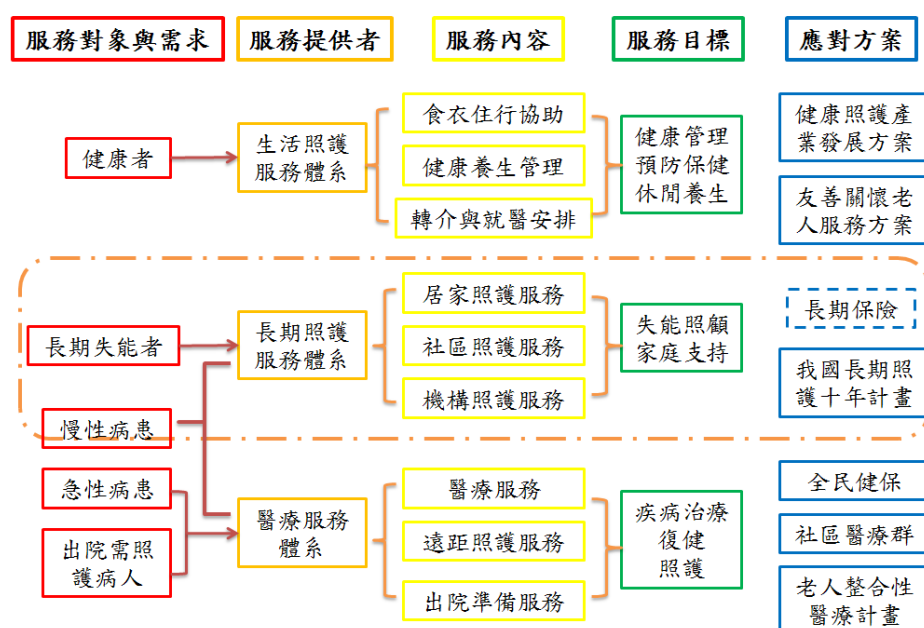 服務對象與需求
服務提供者
服務內容
服務目標
應對方案
健康者
生活照護
服務體系
食衣住行協助
健康養生管理
轉介與就醫安排
健康管理
預防保健
休閒養生
健康照護產
業發展方案
友善關懷老
人服務方案
長期失能者
慢性病患
長期照護
服務體系
居家照護服務
社區照護服務
機構照護服務
失能照顧
家庭支持
長期保險
我國長期照
護十年計畫
急性病患
出院需照
護病人
醫療服務
體系
醫療服務
遠距照護服務
出院準備服務
疾病治療
復健
照護
全民健保
社區醫療群
老人整合性
醫療計畫